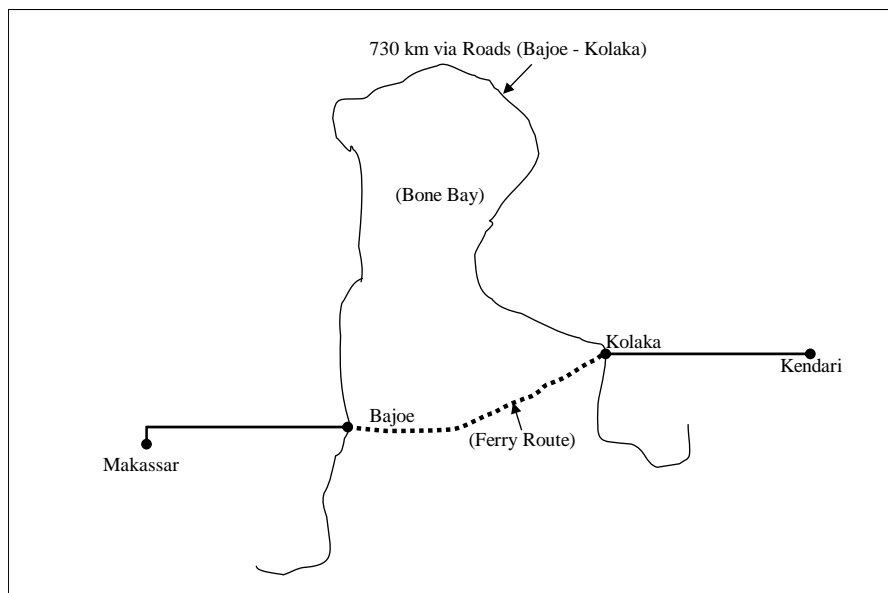 730 km via Roads (Bajoe - Kolaka)
(Bone Bay)
Kolaka
Kendari
Bajoe
(Ferry Route)
Makassar